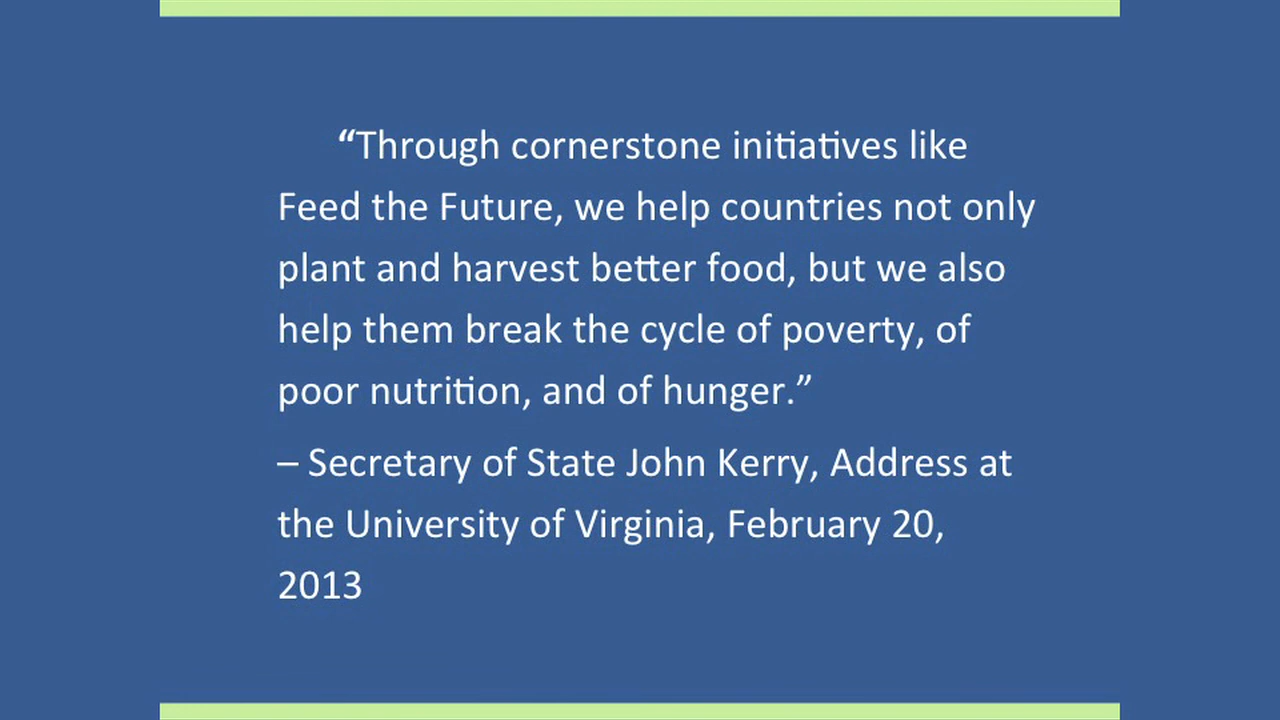 “Through cornerstone initiatives like
Feed the Future, we help countries not only
plant and harvest better food, but we also
help them break the cycle of poverty, of
poor nutrition, and of hunger.”
– Secretary of State John Kerry, Address at
the University of Virginia, February 20,
2013